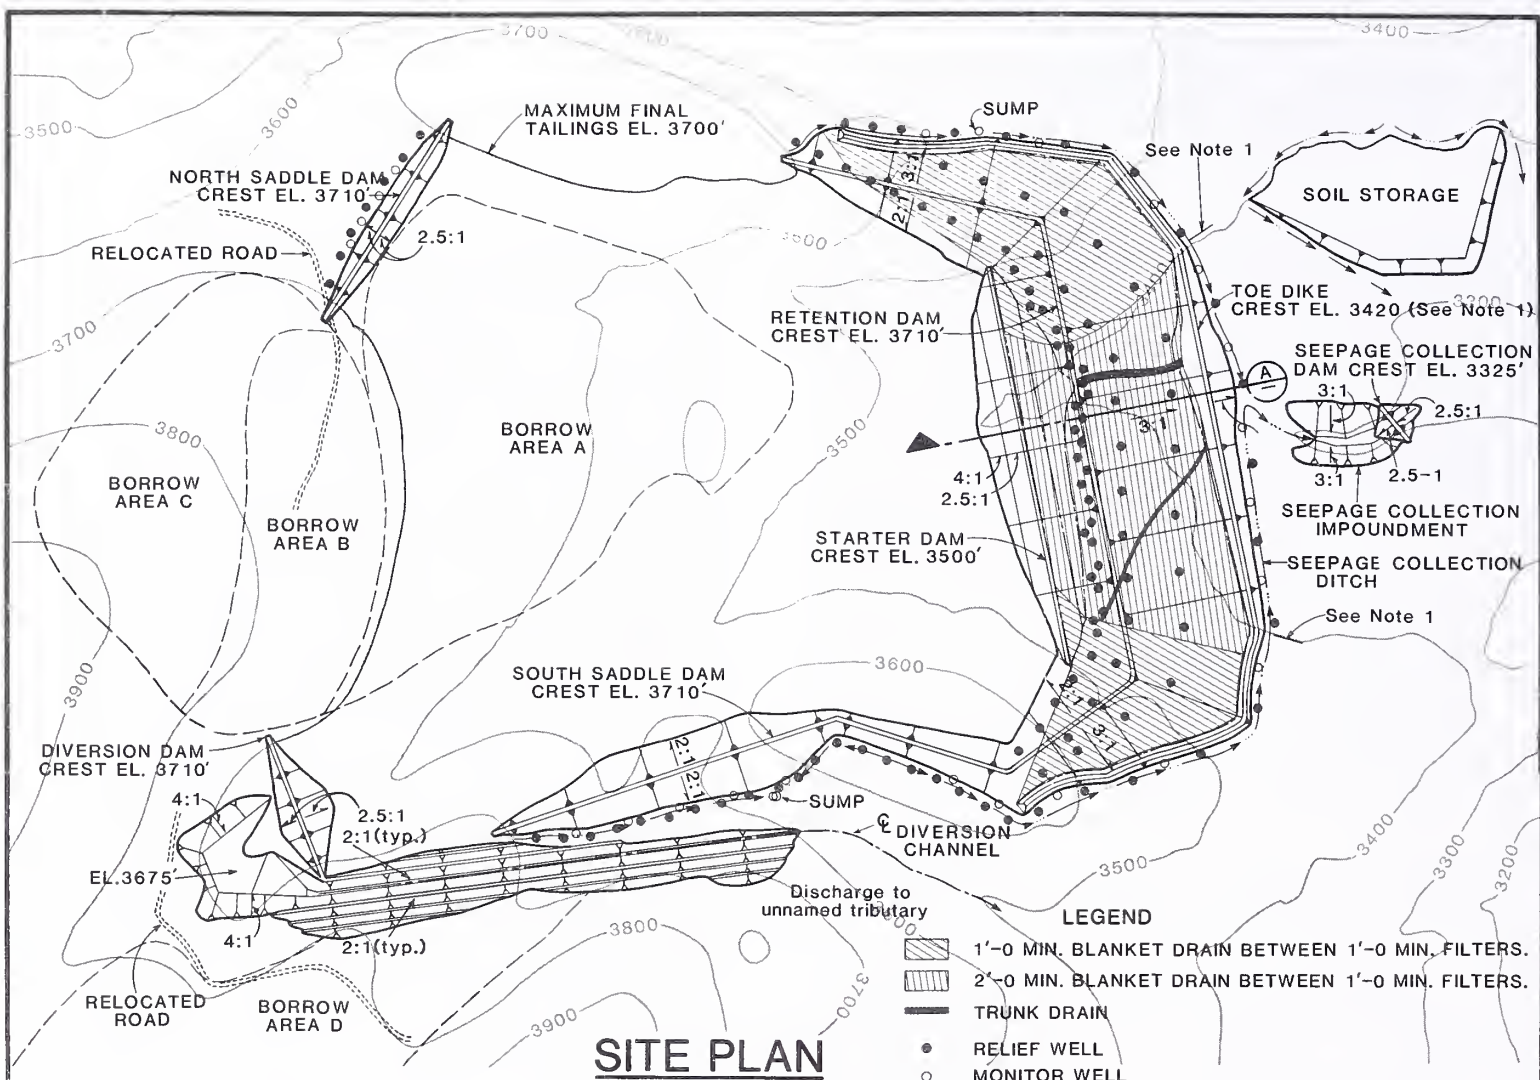 3700
3400
3600
3500
MAXIMUM FINAL
TAILINGS EL. 3700'
SUMP
See Note 1
NORTH SADDLE DAM
CREST EL. 3710'
3:1
2:1
SOIL STORAGE
2.5:1
RELOCATED ROAD
3600
TOE DIKE
CREST EL. 3420 (See Note 1)
3200
RETENTION DAM
CREST EL. 3710'
3700
SEEPAGE COLLECTION
DAM CREST EL. 3325'
A
3:1
2.5:1
3800
BORROW
AREA A
3500
3:1
4:1
2.5:1
3:1
2.5-1
BORROW
AREA C
BORROW
AREA B
SEEPAGE COLLECTION
IMPOUNDMENT
STARTER DAM
CREST EL. 3500'
SEEPAGE COLLECTION
DITCH
See Note 1
3600
SOUTH SADDLE DAM
CREST EL. 3710'
3900
2:1
3:1
DIVERSION DAM
CREST EL. 3710'
2:1
2:1
4:1
2.5:1
2:1(typ.)
SUMP
℄ DIVERSION
CHANNEL
3500
3400
3300
3200
EL.3675'
Discharge to
unnamed tributary
4:1
2:1(typ.)
3800
3700
3900
RELOCATED
ROAD
BORROW
AREA D
LEGEND
1'-0 MIN. BLANKET DRAIN BETWEEN 1'-0 MIN. FILTERS.
2'-0 MIN. BLANKET DRAIN BETWEEN 1'-0 MIN. FILTERS.
TRUNK DRAIN
RELIEF WELL
MONITOR WELL
SITE PLAN